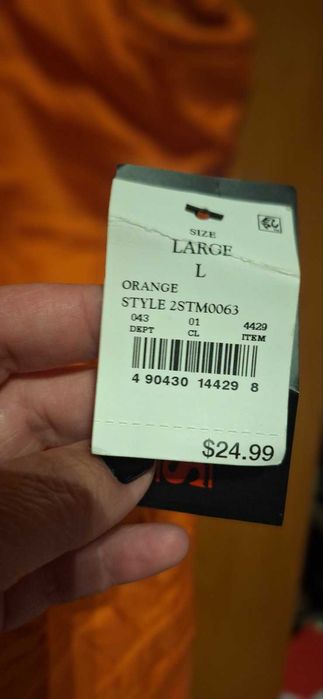 SIZE
LARGE
L
ORANGE
STYLE 2STM0063
043 01 4429
DEPT CL ITEM
4 90430 14429 8
$24.99
S